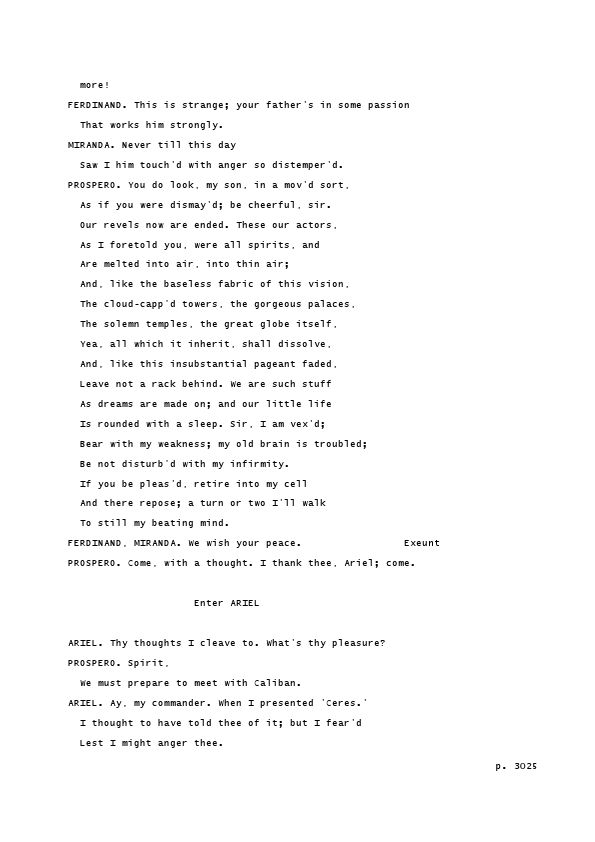 more!
FERDINAND. This is strange; your father's in some passion
That works him strongly.
MIRANDA. Never till this day
Saw I him touch'd with anger so distemper'd.
PROSPERO. You do look, my son, in a mov'd sort,
As if you were dismay'd; be cheerful, sir.
Our revels now are ended. These our actors,
As I foretold you, were all spirits, and
Are melted into air, into thin air;
And, like the baseless fabric of this vision,
The cloud-capp'd towers, the gorgeous palaces,
The solemn temples, the great globe itself,
Yea, all which it inherit, shall dissolve,
And, like this insubstantial pageant faded,
Leave not a rack behind. We are such stuff
As dreams are made on; and our little life
Is rounded with a sleep. Sir, I am vex'd;
Bear with my weakness; my old brain is troubled;
Be not disturb'd with my infirmity.
If you be pleas'd, retire into my cell
And there repose; a turn or two I'll walk
To still my beating mind.
FERDINAND, MIRANDA. We wish your peace. Exeunt
PROSPERO. Come, with a thought. I thank thee, Ariel; come.
Enter ARIEL
ARIEL. Thy thoughts I cleave to. What's thy pleasure?
PROSPERO. Spirit,
We must prepare to meet with Caliban.
ARIEL. Ay, my commander. When I presented 'Ceres.'
I thought to have told thee of it; but I fear'd
Lest I might anger thee.
p. 3025